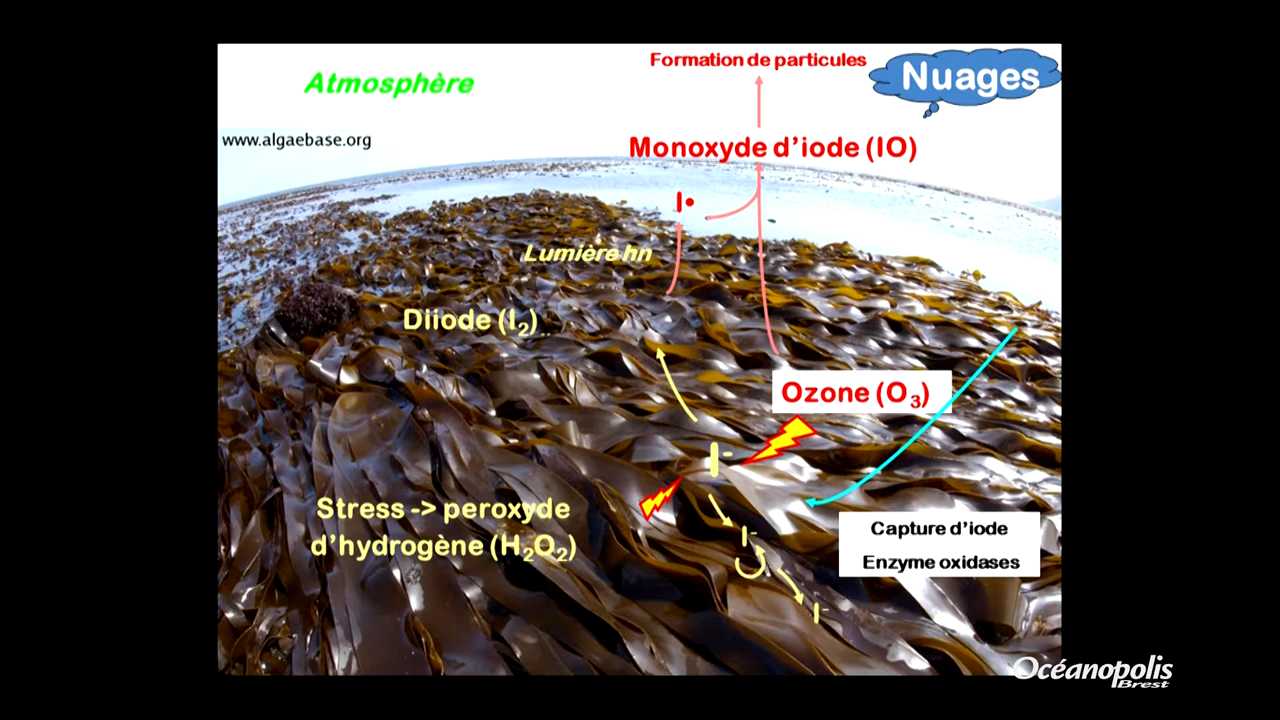 Formation de particules
Nuages
Atmosphère
www.algaebase.org
Monoxyde d'iode (IO)
I•
Lumière hn
Diiode (I₂)
Ozone (O₃)
I⁻
Stress -> peroxyde
d'hydrogène (H₂O₂)
I⁻
Capture d'iode
Enzyme oxidases
I⁻
Océanopolis
Brest